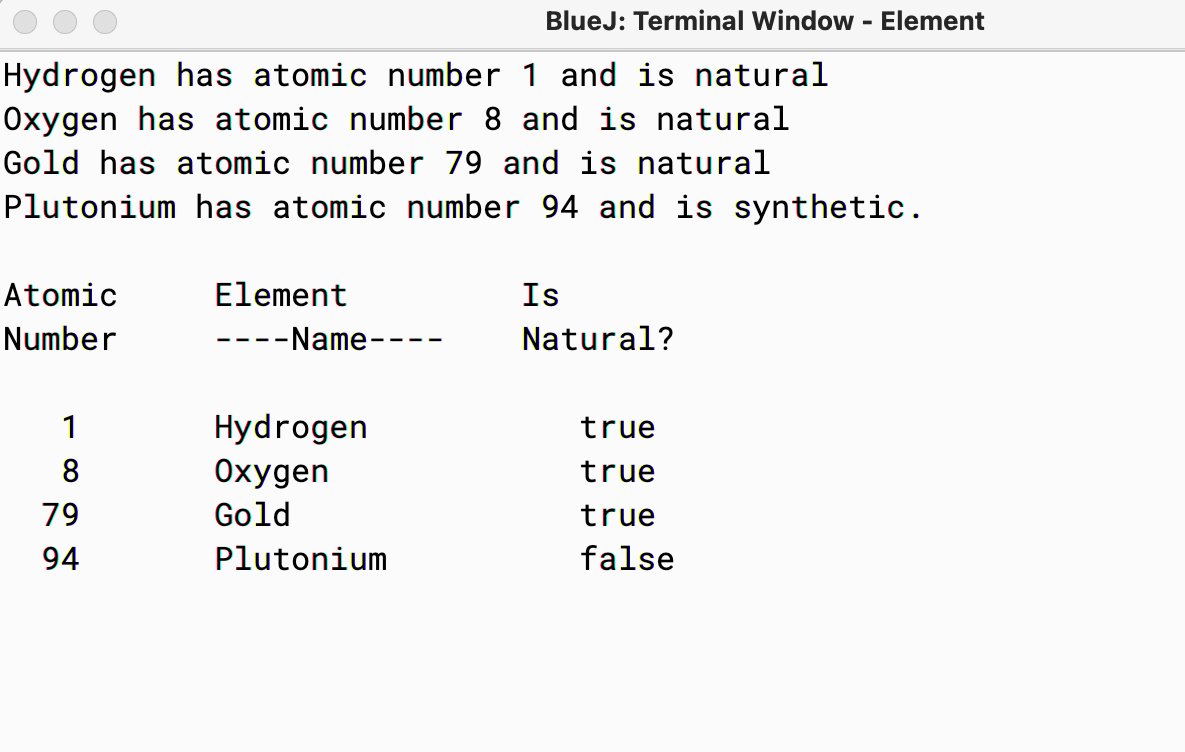 BlueJ: Terminal Window - Element
Hydrogen has atomic number 1 and is natural
Oxygen has atomic number 8 and is natural
Gold has atomic number 79 and is natural
Plutonium has atomic number 94 and is synthetic.
Atomic     Element         Is
Number     ----Name----    Natural?
   1       Hydrogen           true
   8       Oxygen             true
  79       Gold               true
  94       Plutonium          false